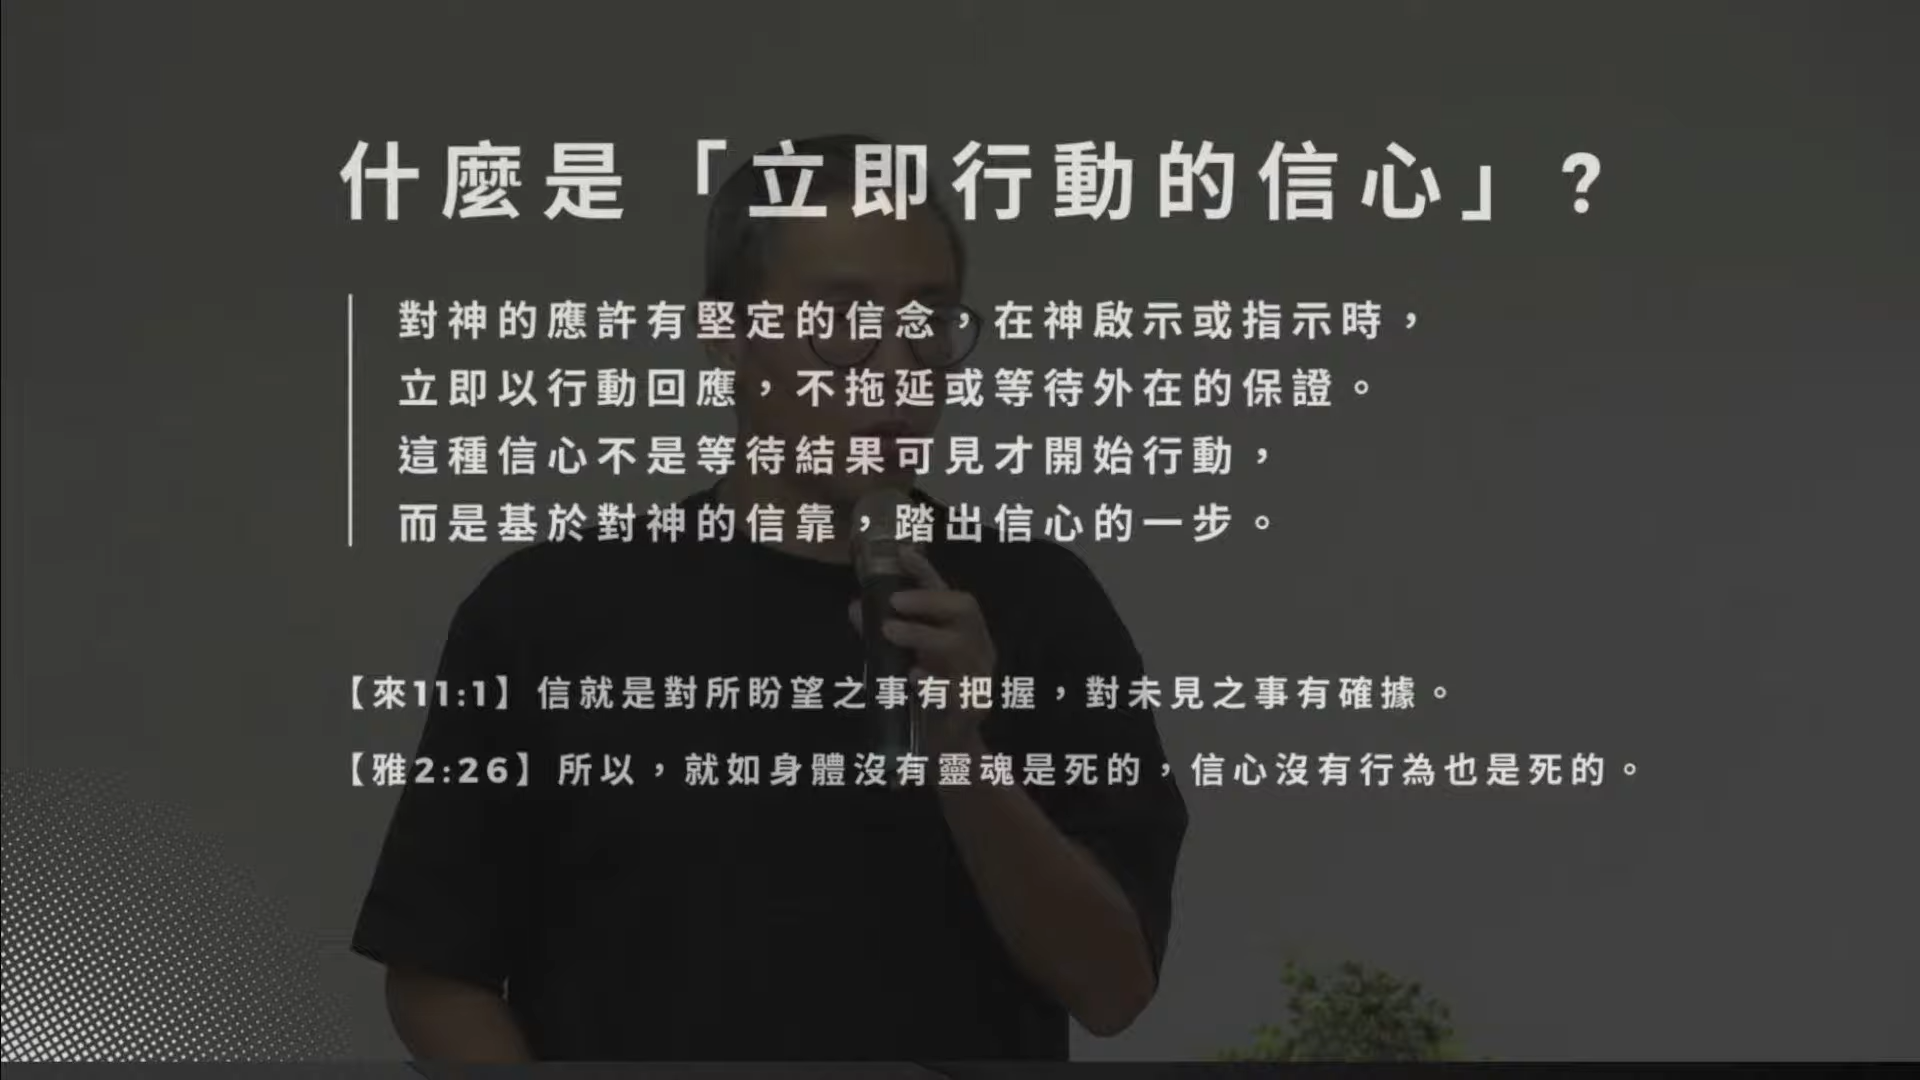 什麼是「立即行動的信心」?
對神的應許有堅定的信念，在神啟示或指示時，
立即以行動回應，不拖延或等待外在的保證。
這種信心不是等待結果可見才開始行動，
而是基於對神的信靠，踏出信心的一步。
【來11:1】信就是對所盼望之事有把握，對未見之事有確據。
【雅2:26】所以，就如身體沒有靈魂是死的，信心沒有行為也是死的。